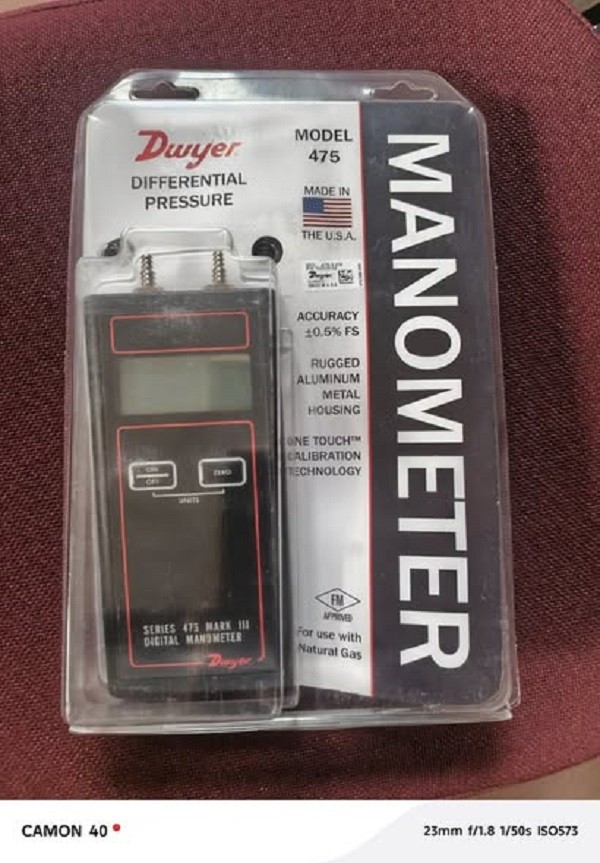 Dwyer
DIFFERENTIAL
PRESSURE
MODEL
475
MADE IN
THE U.S.A.
Dwyer
ACCURACY
±0.5% FS
RUGGED
ALUMINUM
METAL
HOUSING
ONE TOUCH™
CALIBRATION
TECHNOLOGY
FM
APPROVED
For use with
Natural Gas
MANOMETER
ON
OFF
ZERO
UNITS
SERIES 475 MARK III
DIGITAL MANOMETER
Dwyer
CAMON 40
23mm f/1.8 1/50s ISO573